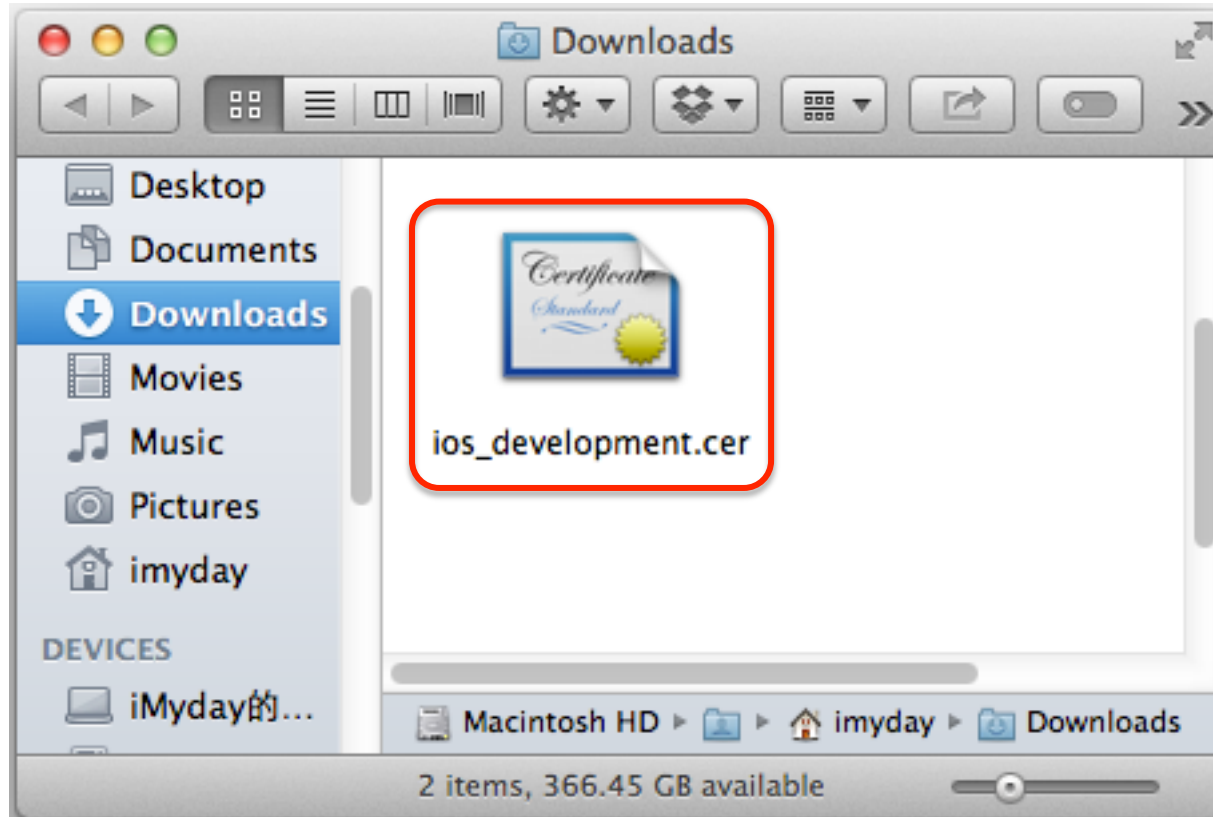 Downloads
Desktop
Documents
Downloads
Movies
Music
Pictures
imyday
DEVICES
iMyday的...
Certificate
Standard
ios_development.cer
Macintosh HD ▸ ▸ imyday ▸ Downloads
2 items, 366.45 GB available